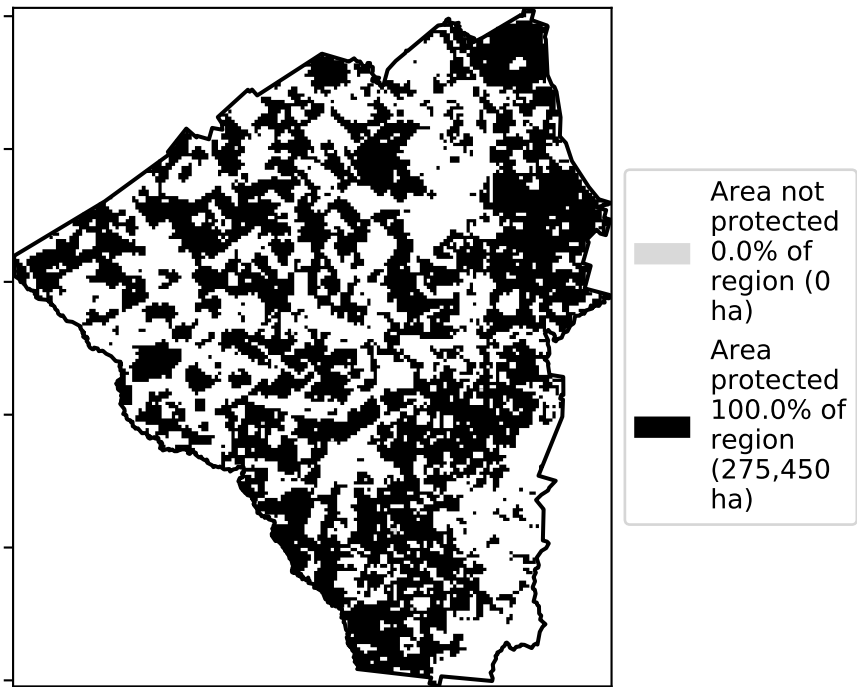 Area not
protected
0.0% of
region (0
ha)
Area
protected
100.0% of
region
(275,450
ha)